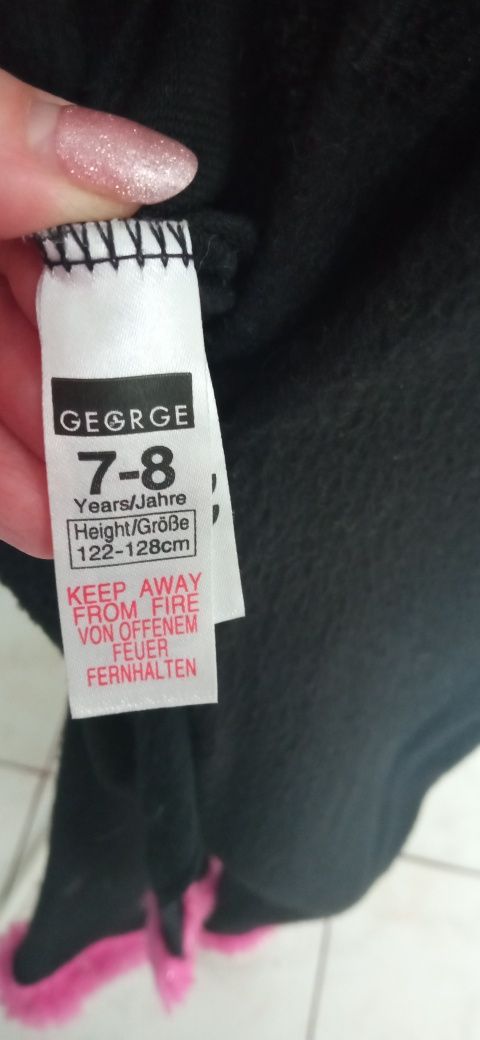 GEORGE
7-8
Years/Jahre
Height/Größe
122-128cm
KEEP AWAY
FROM FIRE
VON OFFENEM
FEUER
FERNHALTEN